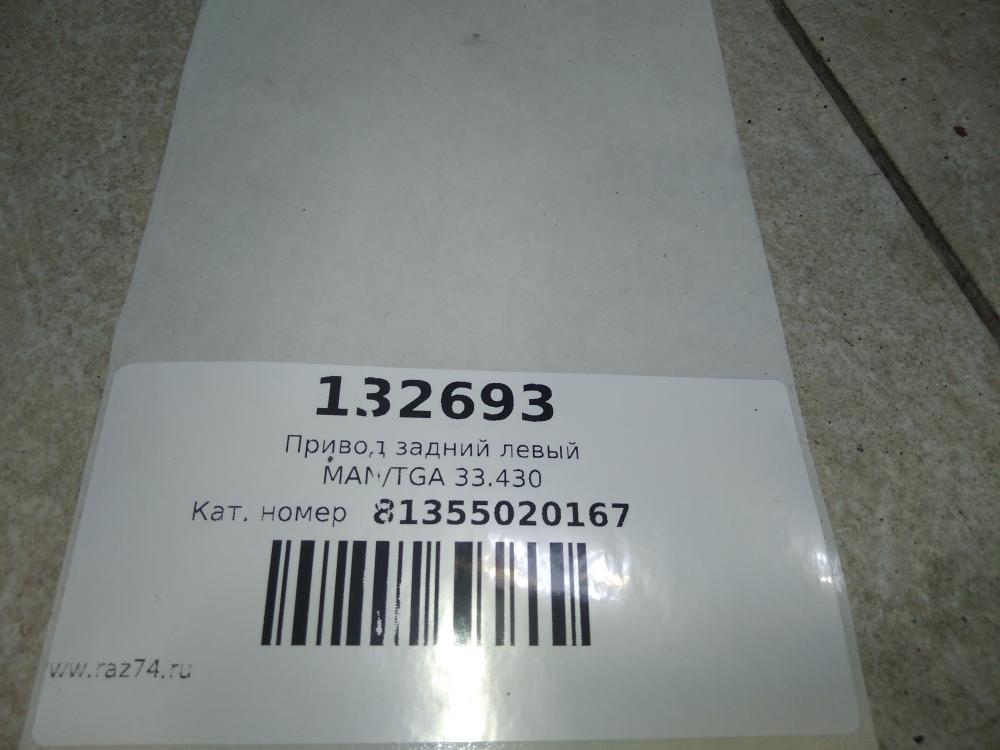 132693
Привод задний левый
MAN/TGA 33.430
Кат. номер 81355020167
www.raz74.ru